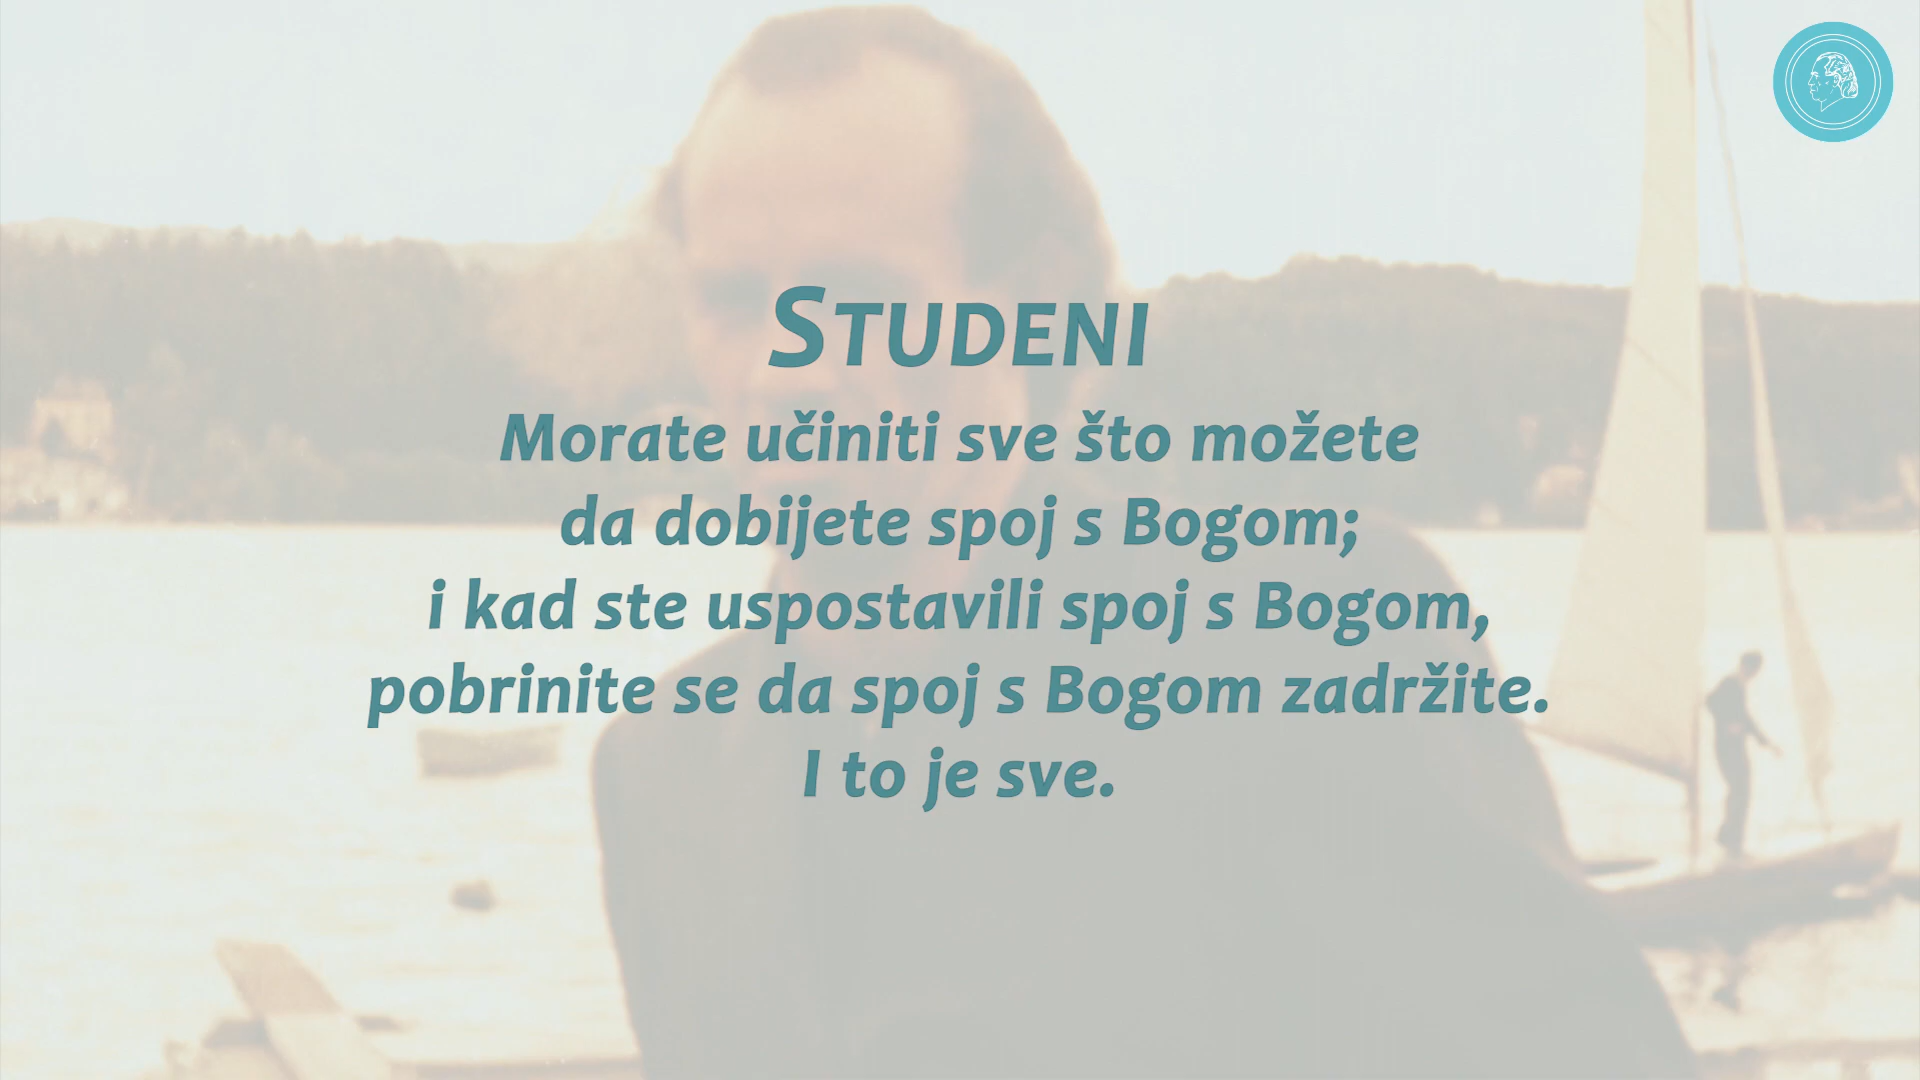 STUDENI
Morate učiniti sve što možete
da dobijete spoj s Bogom;
i kad ste uspostavili spoj s Bogom,
pobrinite se da spoj s Bogom zadržite.
I to je sve.